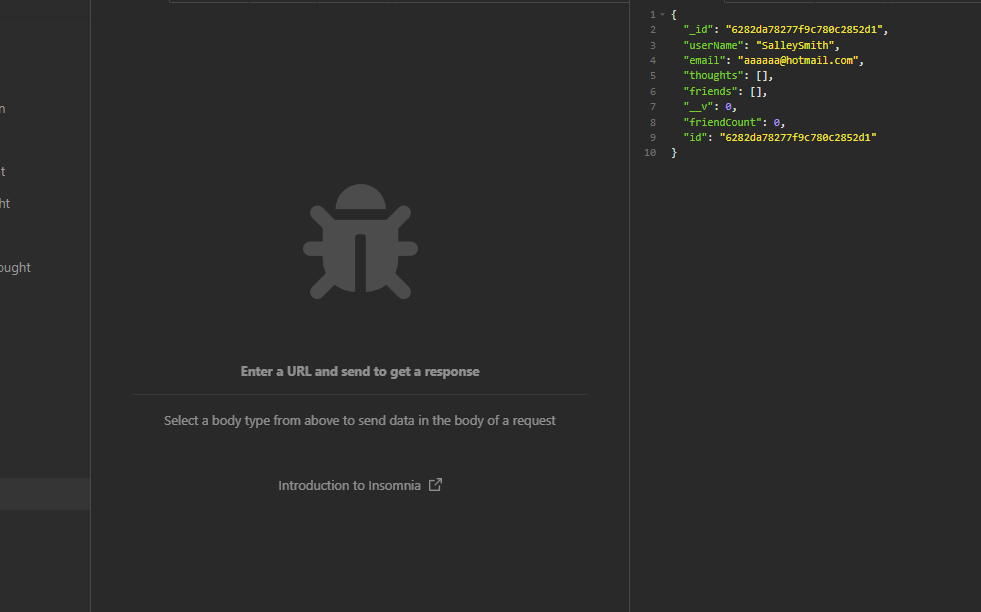 n
t
ht
ought
Enter a URL and send to get a response
Select a body type from above to send data in the body of a request
Introduction to Insomnia
1 {
2 "_id": "6282da78277f9c780c2852d1",
3 "userName": "SalleySmith",
4 "email": "aaaaaa@hotmail.com",
5 "thoughts": [],
6 "friends": [],
7 "__v": 0,
8 "friendCount": 0,
9 "id": "6282da78277f9c780c2852d1"
10 }